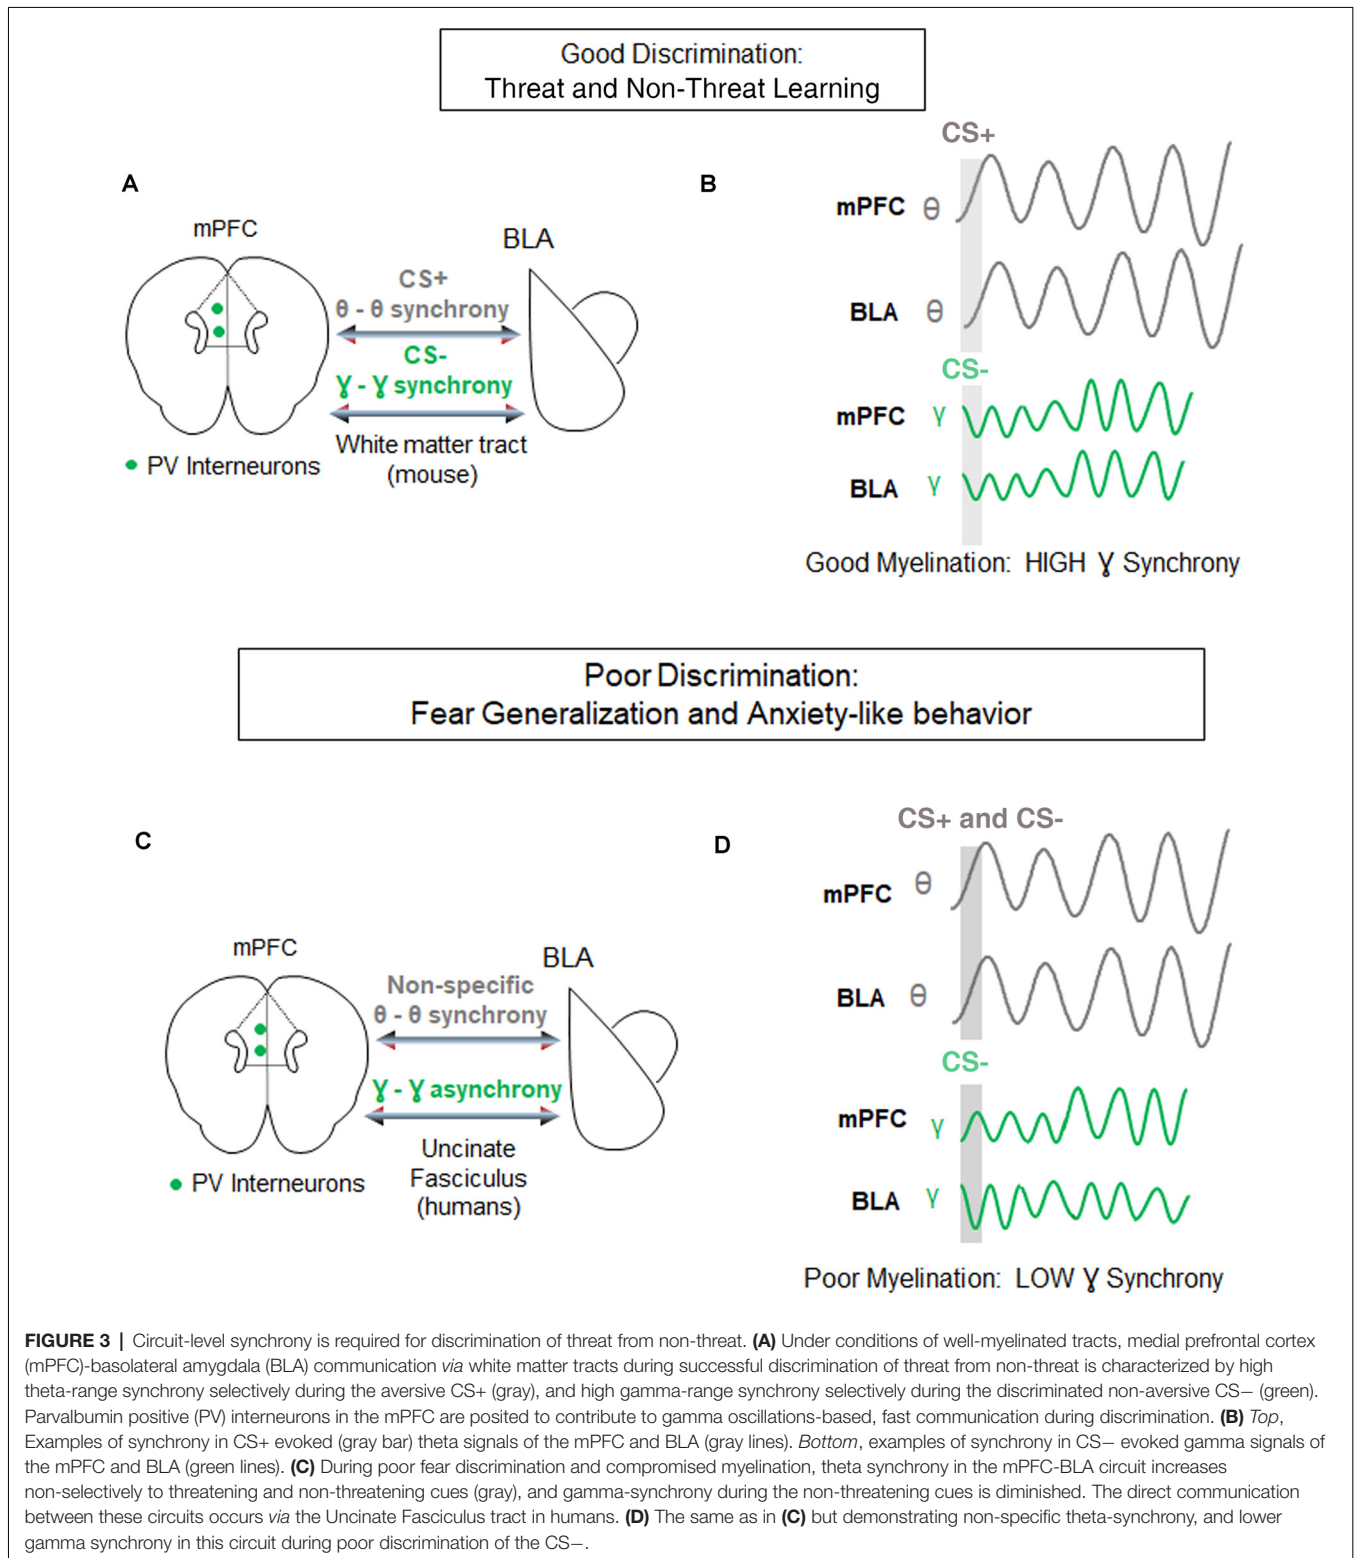 Good Discrimination:
Threat and Non-Threat Learning
A
mPFC
BLA
CS+
θ - θ synchrony
CS-
Ɣ - Ɣ synchrony
White matter tract
(mouse)
PV Interneurons
B
CS+
mPFC θ
BLA θ
CS-
mPFC γ
BLA γ
Good Myelination: HIGH Ɣ Synchrony
Poor Discrimination:
Fear Generalization and Anxiety-like behavior
C
mPFC
BLA
Non-specific
θ - θ synchrony
Ɣ - Ɣ asynchrony
Uncinate
Fasciculus
(humans)
PV Interneurons
D
CS+ and CS-
mPFC θ
BLA θ
CS-
mPFC γ
BLA γ
Poor Myelination: LOW Ɣ Synchrony
FIGURE 3 | Circuit-level synchrony is required for discrimination of threat from non-threat. (A) Under conditions of well-myelinated tracts, medial prefrontal cortex
(mPFC)-basolateral amygdala (BLA) communication via white matter tracts during successful discrimination of threat from non-threat is characterized by high
theta-range synchrony selectively during the aversive CS+ (gray), and high gamma-range synchrony selectively during the discriminated non-aversive CS− (green).
Parvalbumin positive (PV) interneurons in the mPFC are posited to contribute to gamma oscillations-based, fast communication during discrimination. (B) Top,
Examples of synchrony in CS+ evoked (gray bar) theta signals of the mPFC and BLA (gray lines). Bottom, examples of synchrony in CS− evoked gamma signals of
the mPFC and BLA (green lines). (C) During poor fear discrimination and compromised myelination, theta synchrony in the mPFC-BLA circuit increases
non-selectively to threatening and non-threatening cues (gray), and gamma-synchrony during the non-threatening cues is diminished. The direct communication
between these circuits occurs via the Uncinate Fasciculus tract in humans. (D) The same as in (C) but demonstrating non-specific theta-synchrony, and lower
gamma synchrony in this circuit during poor discrimination of the CS−.